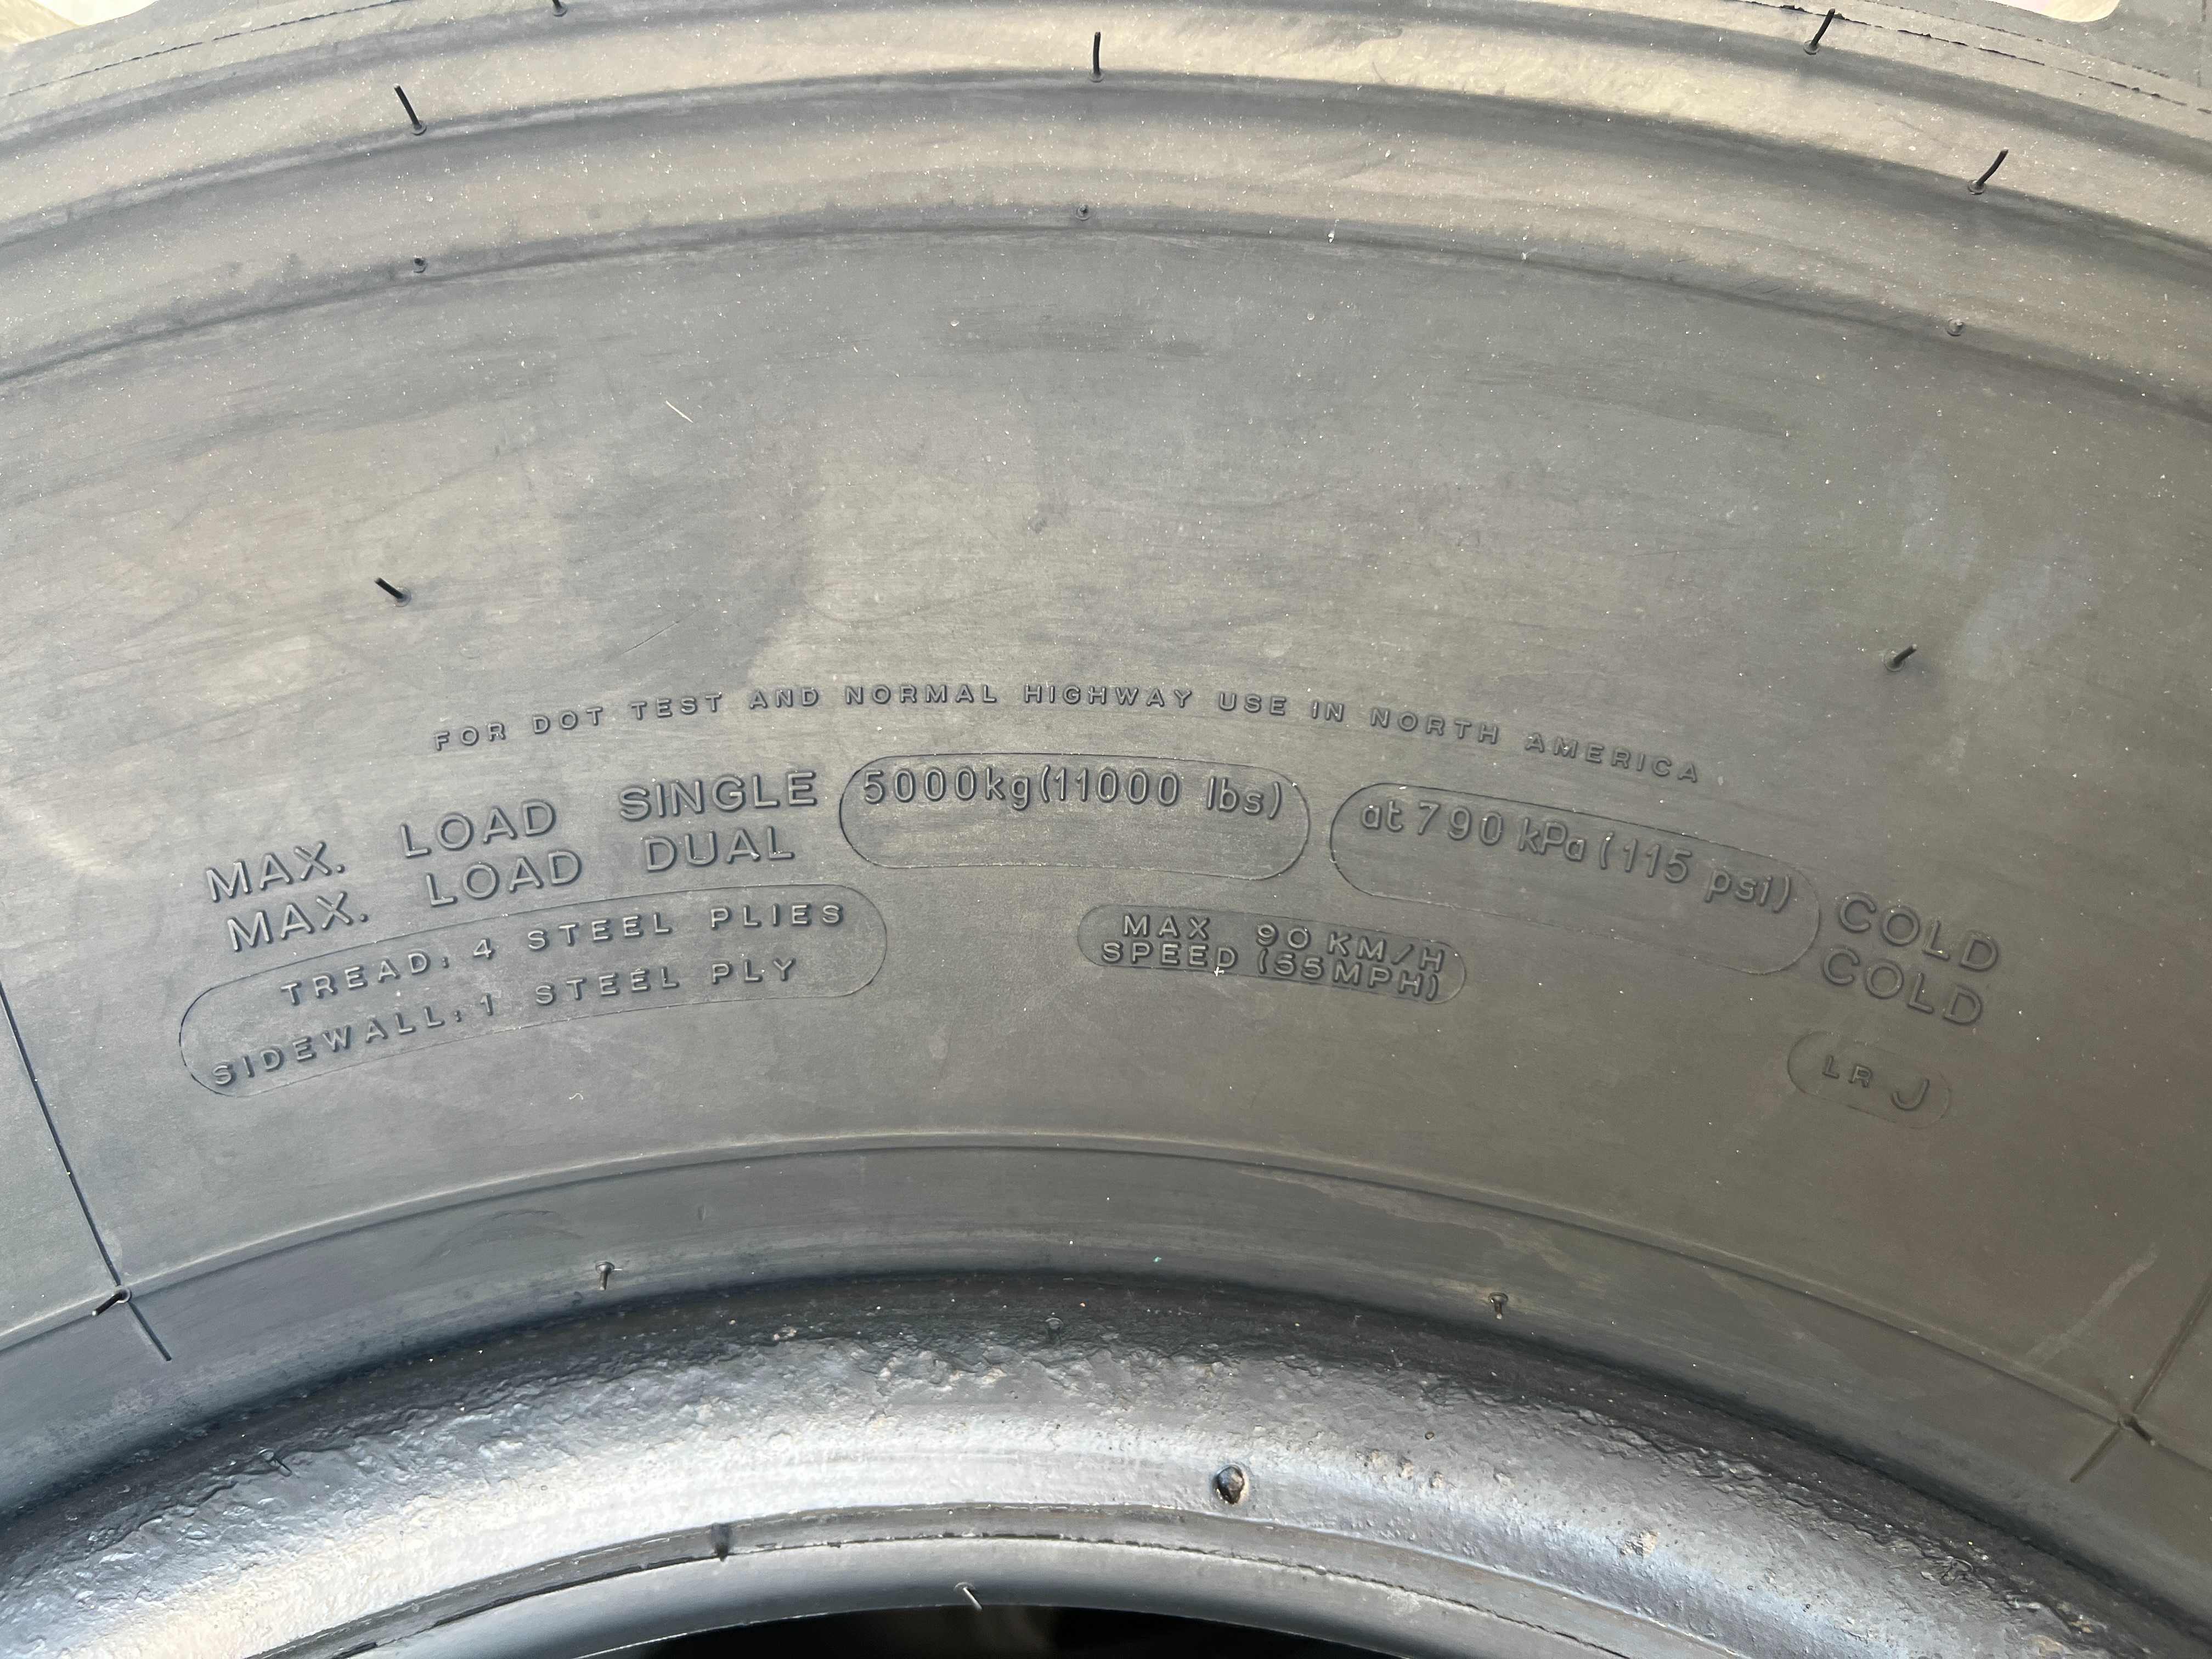 FOR DOT TEST AND NORMAL HIGHWAY USE IN NORTH AMERICA
MAX. LOAD SINGLE 5000kg(11000 lbs) at 790 kPa (115 psi) COLD
MAX. LOAD DUAL COLD
TREAD: 4 STEEL PLIES
SIDEWALL: 1 STEEL PLY
MAX SPEED 90 KM/H (55MPH)
LR J